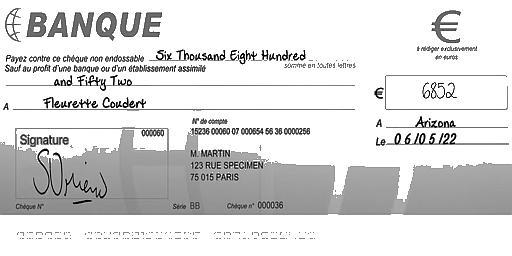 BANQUE
€
à rédiger exclusivement
en euros
Payez contre ce chèque non endossable Six Thousand Eight Hundred
somme en toutes lettres
Sauf au profit d'une banque ou d'un établissement assimilé
and Fifty Two
€ 6852
A Fleurette Coudert
A Arizona
Le 06/05/22
Signature
000060
N° de compte
15236 00060 07 000654 56 36 0000256
M. MARTIN
123 RUE SPECIMEN
75 015 PARIS
Chèque N°
Série BB
Chèque n° 000036